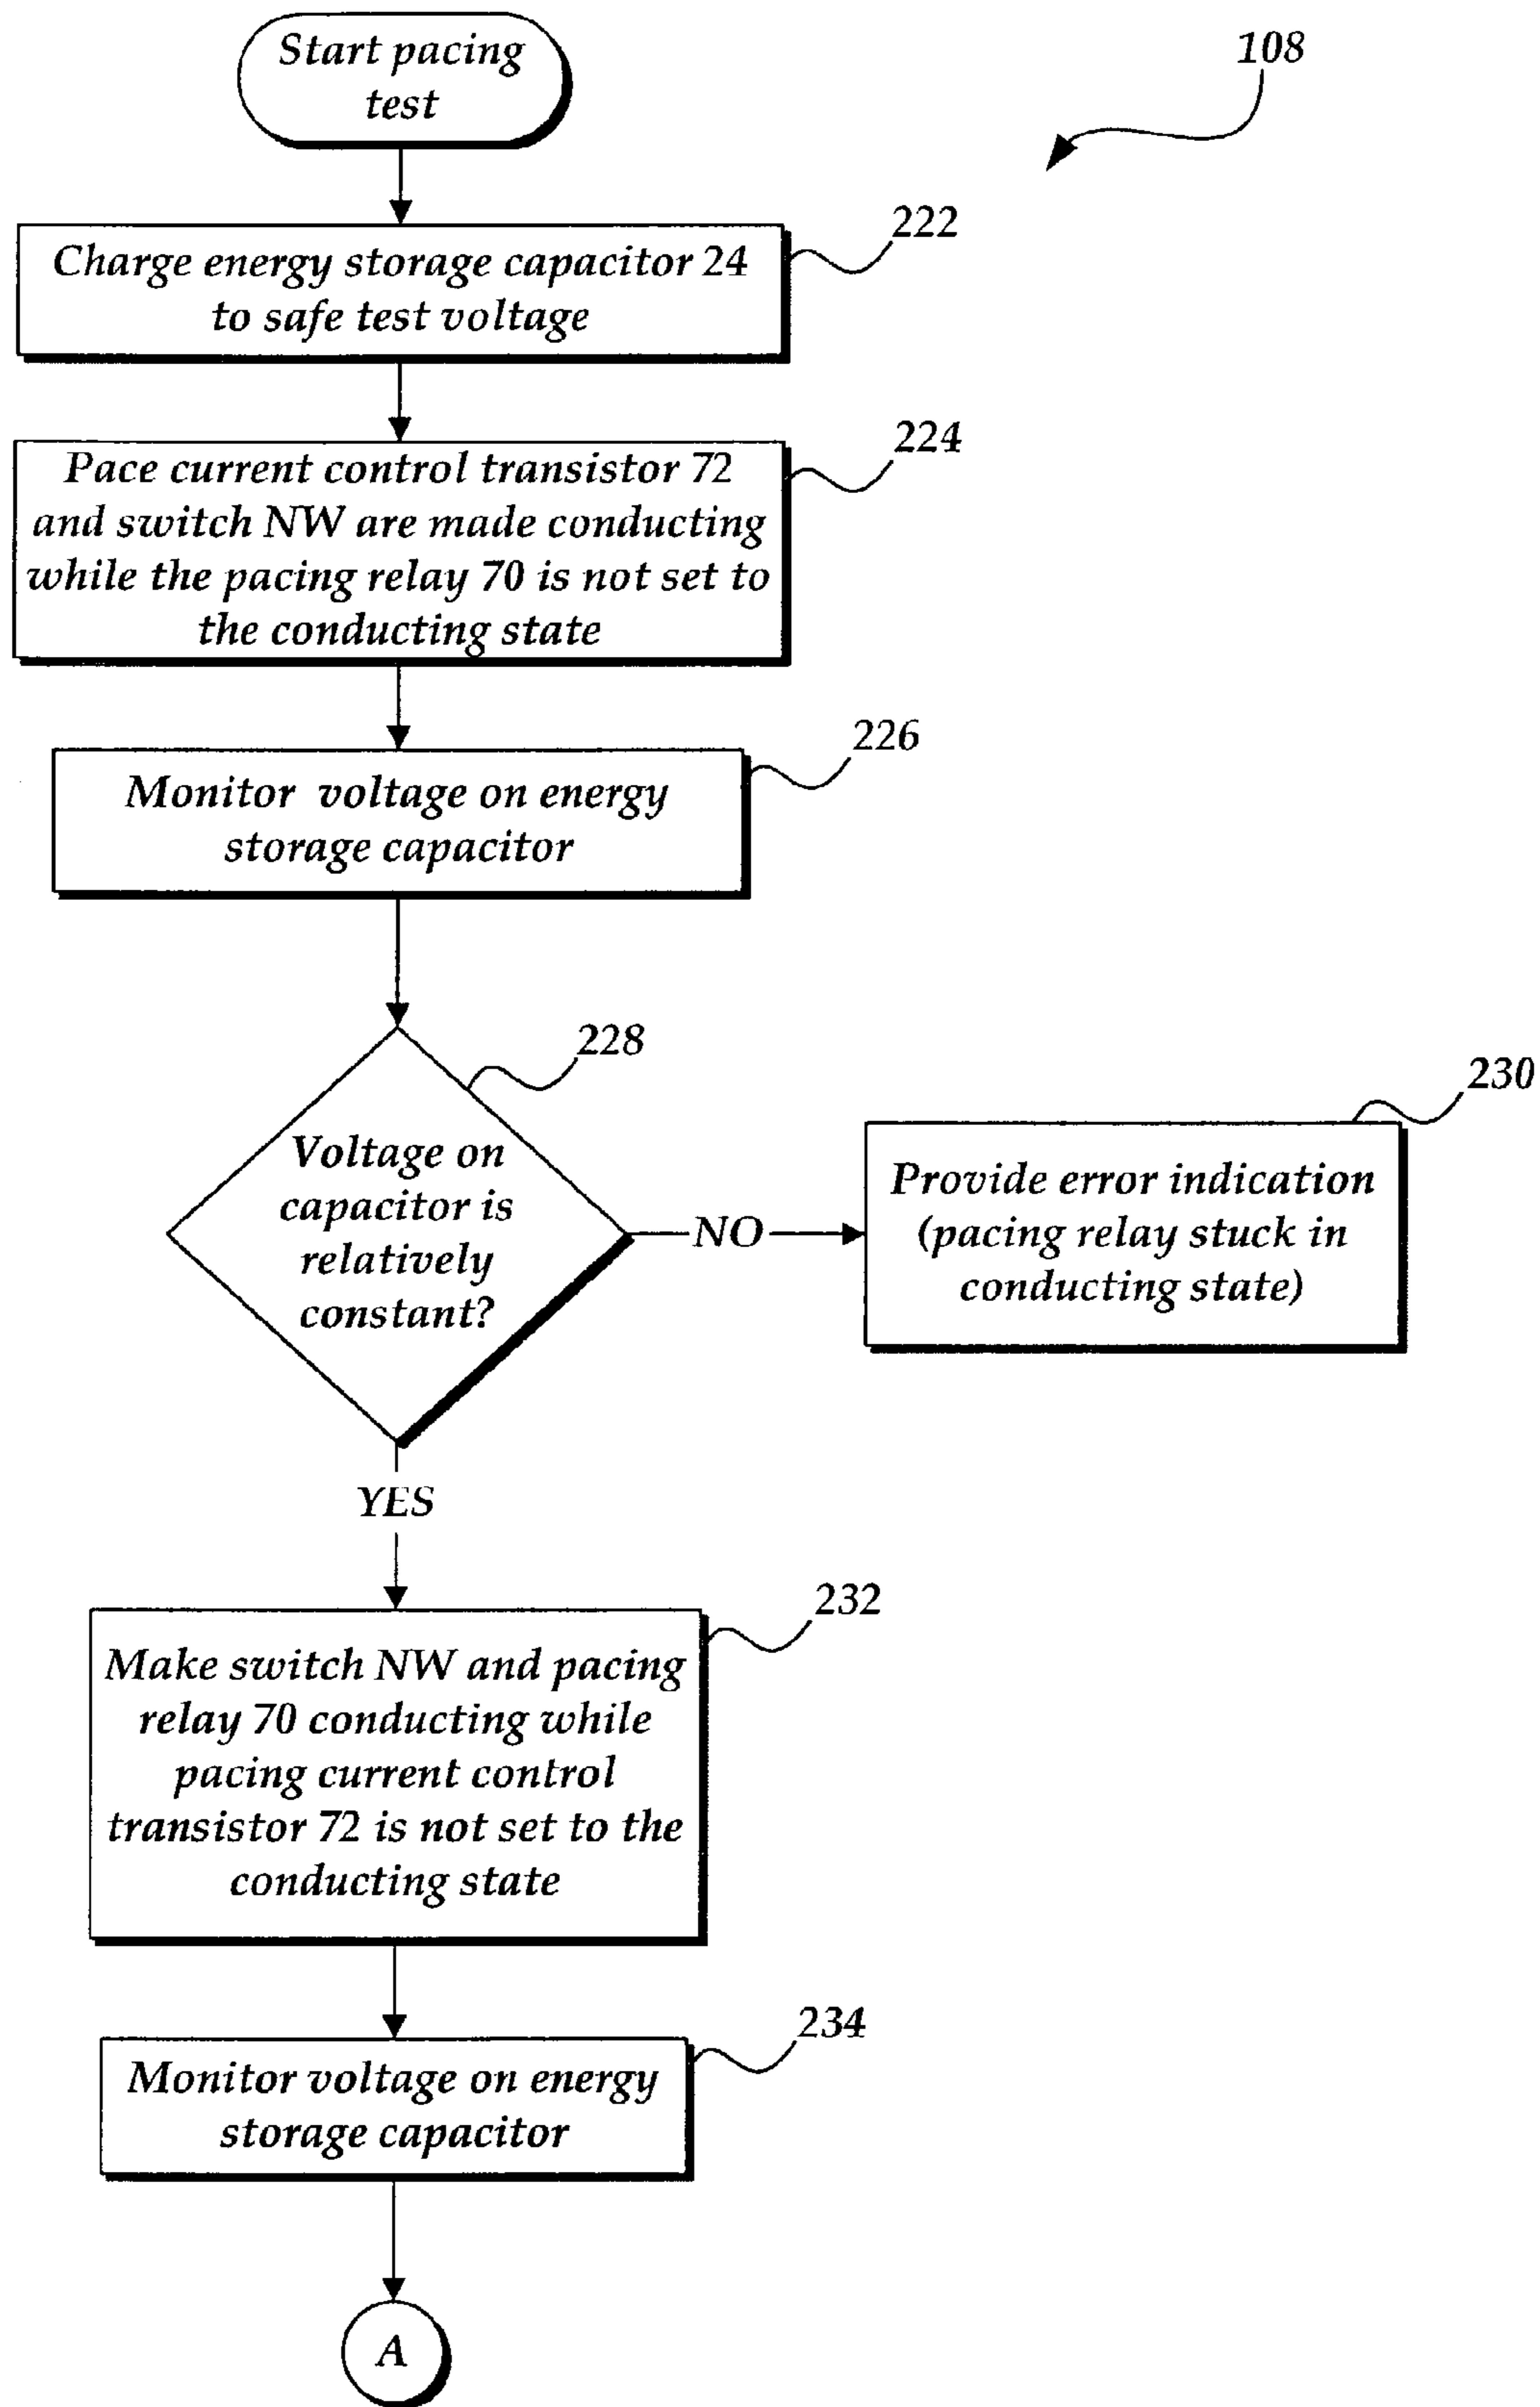 Start pacing
test
108
222
Charge energy storage capacitor 24
to safe test voltage
224
Pace current control transistor 72
and switch NW are made conducting
while the pacing relay 70 is not set to
the conducting state
226
Monitor voltage on energy
storage capacitor
228
Voltage on
capacitor is
relatively
constant?
NO
230
Provide error indication
(pacing relay stuck in
conducting state)
YES
232
Make switch NW and pacing
relay 70 conducting while
pacing current control
transistor 72 is not set to the
conducting state
234
Monitor voltage on energy
storage capacitor
A